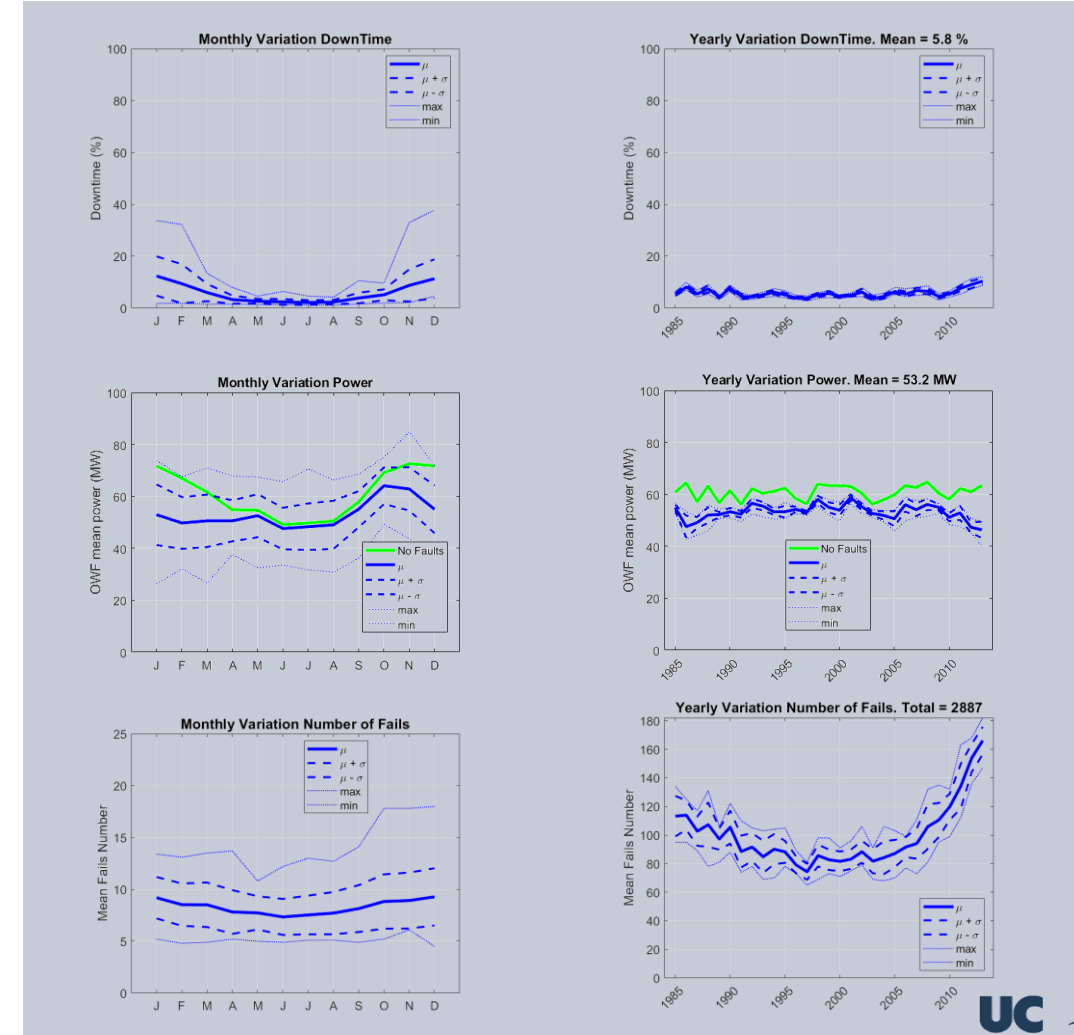 Monthly Variation DownTime
100
80
60
40
20
0
Downtime (%)
J F M A M J J A S O N D
μ
μ + σ
μ - σ
max
min
Yearly Variation DownTime. Mean = 5.8 %
100
80
60
40
20
0
Downtime (%)
1985 1990 1995 2000 2005 2010
μ
μ + σ
μ - σ
max
min
Monthly Variation Power
100
80
60
40
20
0
OWF mean power (MW)
J F M A M J J A S O N D
No Faults
μ
μ + σ
μ - σ
max
min
Yearly Variation Power. Mean = 53.2 MW
100
80
60
40
20
0
OWF mean power (MW)
1985 1990 1995 2000 2005 2010
No Faults
μ
μ + σ
μ - σ
max
min
Monthly Variation Number of Fails
25
20
15
10
5
0
Mean Fails Number
J F M A M J J A S O N D
μ
μ + σ
μ - σ
max
min
Yearly Variation Number of Fails. Total = 2887
180
160
140
120
100
80
60
40
20
0
Mean Fails Number
1985 1990 1995 2000 2005 2010
μ
μ + σ
μ - σ
max
min
UC